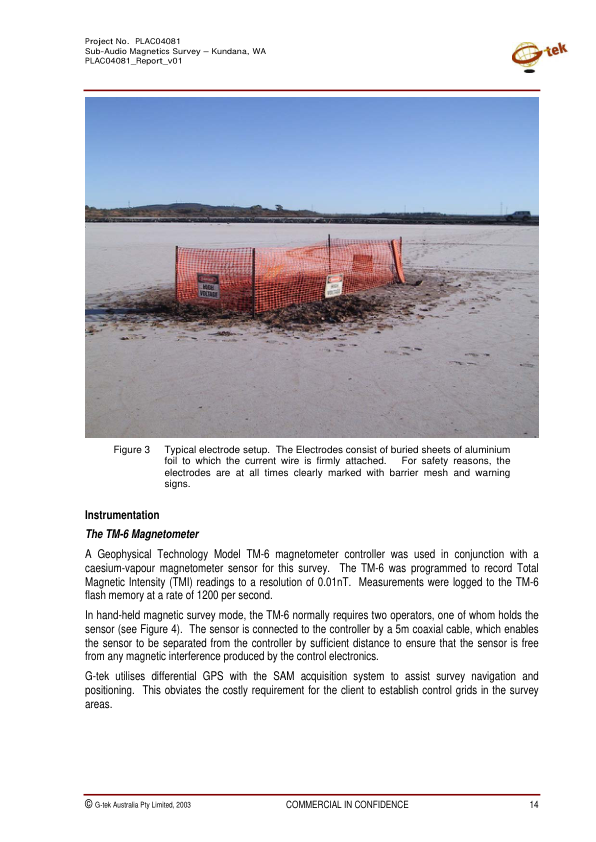 Project No. PLAC04081
Sub-Audio Magnetics Survey – Kundana, WA
PLAC04081_Report_v01
G-tek
DANGER
HIGH
VOLTAGE
Figure 3 Typical electrode setup. The Electrodes consist of buried sheets of aluminium
foil to which the current wire is firmly attached. For safety reasons, the
electrodes are at all times clearly marked with barrier mesh and warning
signs.
Instrumentation
The TM-6 Magnetometer
A Geophysical Technology Model TM-6 magnetometer controller was used in conjunction with a
caesium-vapour magnetometer sensor for this survey. The TM-6 was programmed to record Total
Magnetic Intensity (TMI) readings to a resolution of 0.01nT. Measurements were logged to the TM-6
flash memory at a rate of 1200 per second.
In hand-held magnetic survey mode, the TM-6 normally requires two operators, one of whom holds the
sensor (see Figure 4). The sensor is connected to the controller by a 5m coaxial cable, which enables
the sensor to be separated from the controller by sufficient distance to ensure that the sensor is free
from any magnetic interference produced by the control electronics.
G-tek utilises differential GPS with the SAM acquisition system to assist survey navigation and
positioning. This obviates the costly requirement for the client to establish control grids in the survey
areas.
© G-tek Australia Pty Limited, 2003 COMMERCIAL IN CONFIDENCE 14